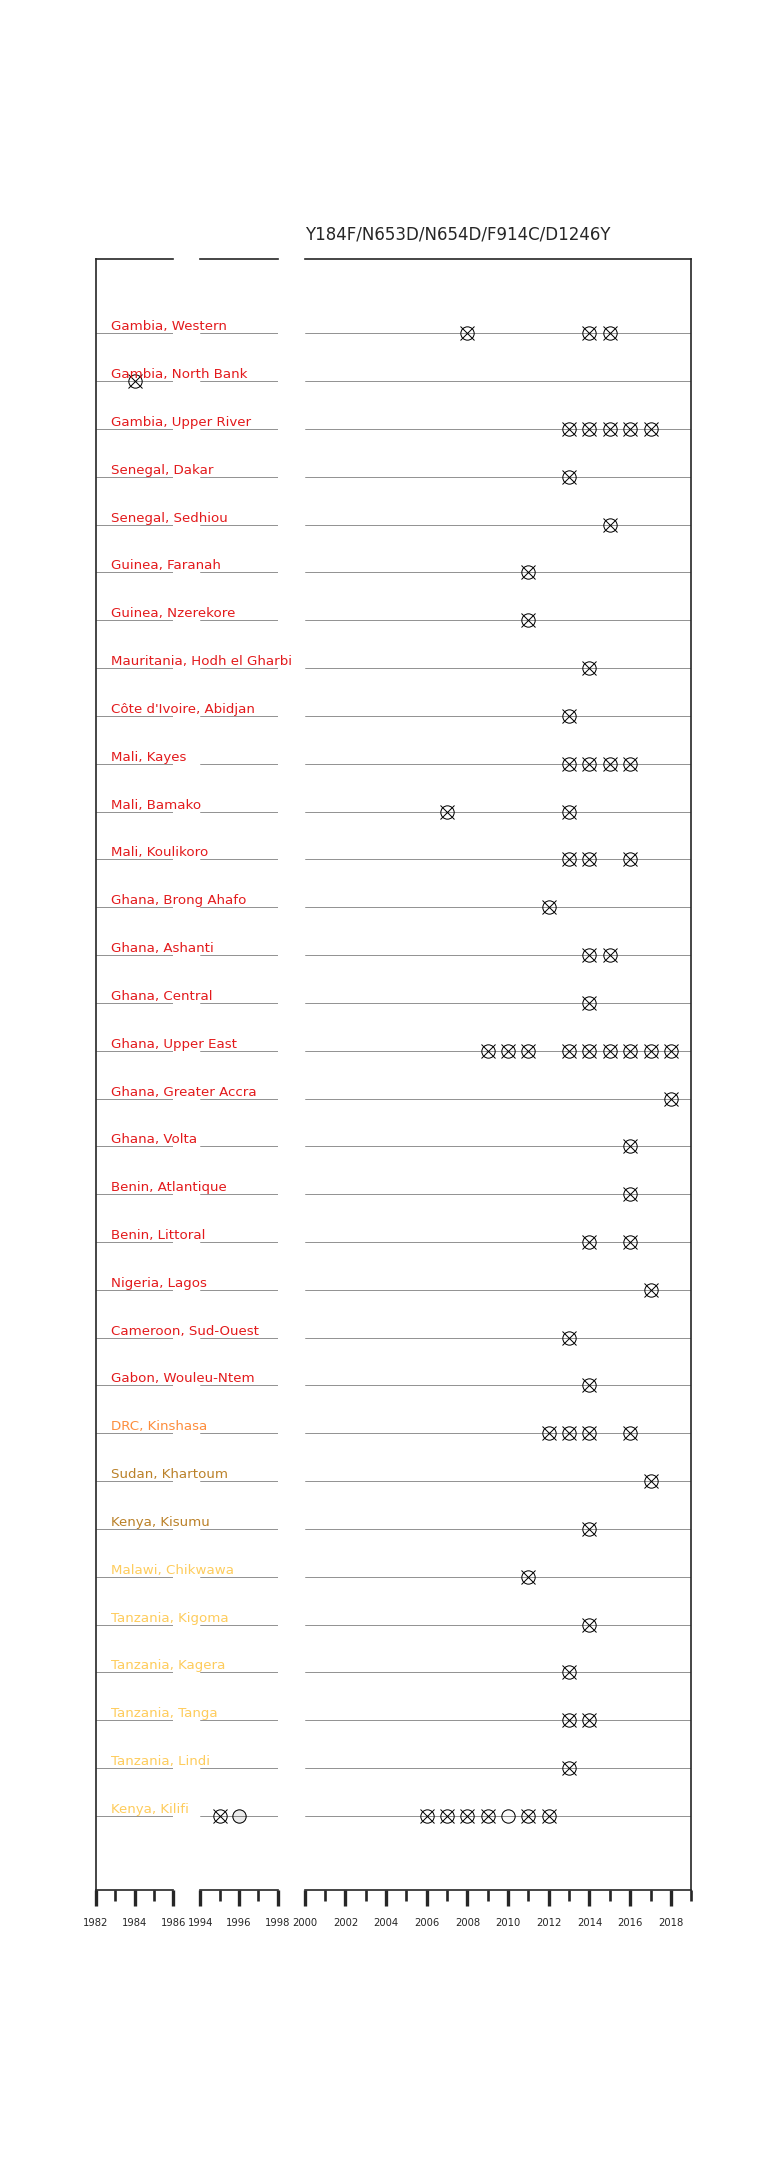 Y184F/N653D/N654D/F914C/D1246Y
Gambia, Western
Gambia, North Bank
Gambia, Upper River
Senegal, Dakar
Senegal, Sedhiou
Guinea, Faranah
Guinea, Nzerekore
Mauritania, Hodh el Gharbi
Côte d'Ivoire, Abidjan
Mali, Kayes
Mali, Bamako
Mali, Koulikoro
Ghana, Brong Ahafo
Ghana, Ashanti
Ghana, Central
Ghana, Upper East
Ghana, Greater Accra
Ghana, Volta
Benin, Atlantique
Benin, Littoral
Nigeria, Lagos
Cameroon, Sud-Ouest
Gabon, Wouleu-Ntem
DRC, Kinshasa
Sudan, Khartoum
Kenya, Kisumu
Malawi, Chikwawa
Tanzania, Kigoma
Tanzania, Kagera
Tanzania, Tanga
Tanzania, Lindi
Kenya, Kilifi
1982 1984 1986 1994 1996 1998 2000 2002 2004 2006 2008 2010 2012 2014 2016 2018